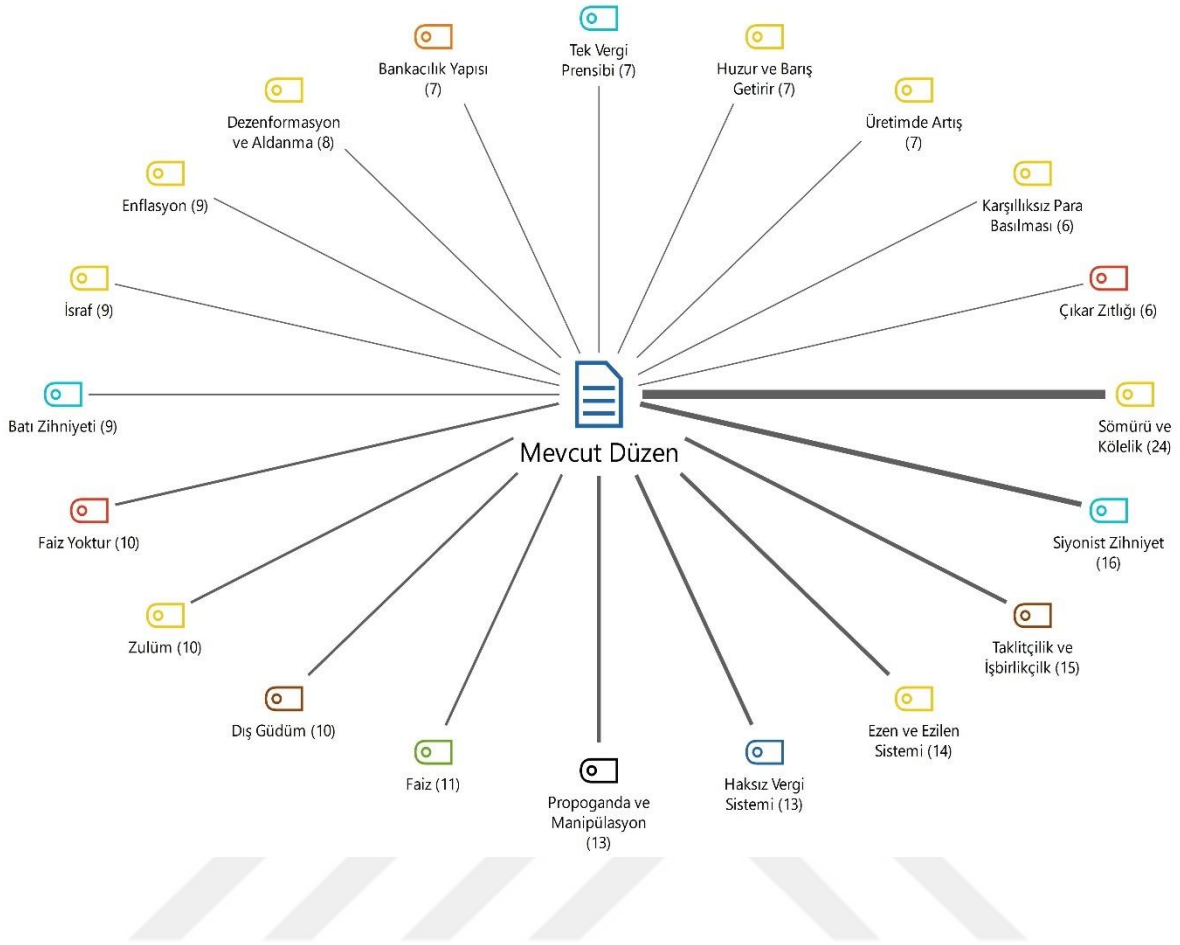 Tek Vergi
Prensibi (7)
Bankacılık Yapısı
(7)
Huzur ve Barış
Getirir (7)
Dezenformasyon
ve Aldanma (8)
Üretimde Artış
(7)
Enflasyon (9)
Karşıllıksız Para
Basılması (6)
İsraf (9)
Çıkar Zıtlığı (6)
Batı Zihniyeti (9)
Sömürü ve
Kölelik (24)
Mevcut Düzen
Faiz Yoktur (10)
Siyonist Zihniyet
(16)
Zulüm (10)
Taklitçilik ve
İşbirlikçilk (15)
Dış Güdüm (10)
Ezen ve Ezilen
Sistemi (14)
Faiz (11)
Propoganda ve
Manipülasyon
(13)
Haksız Vergi
Sistemi (13)